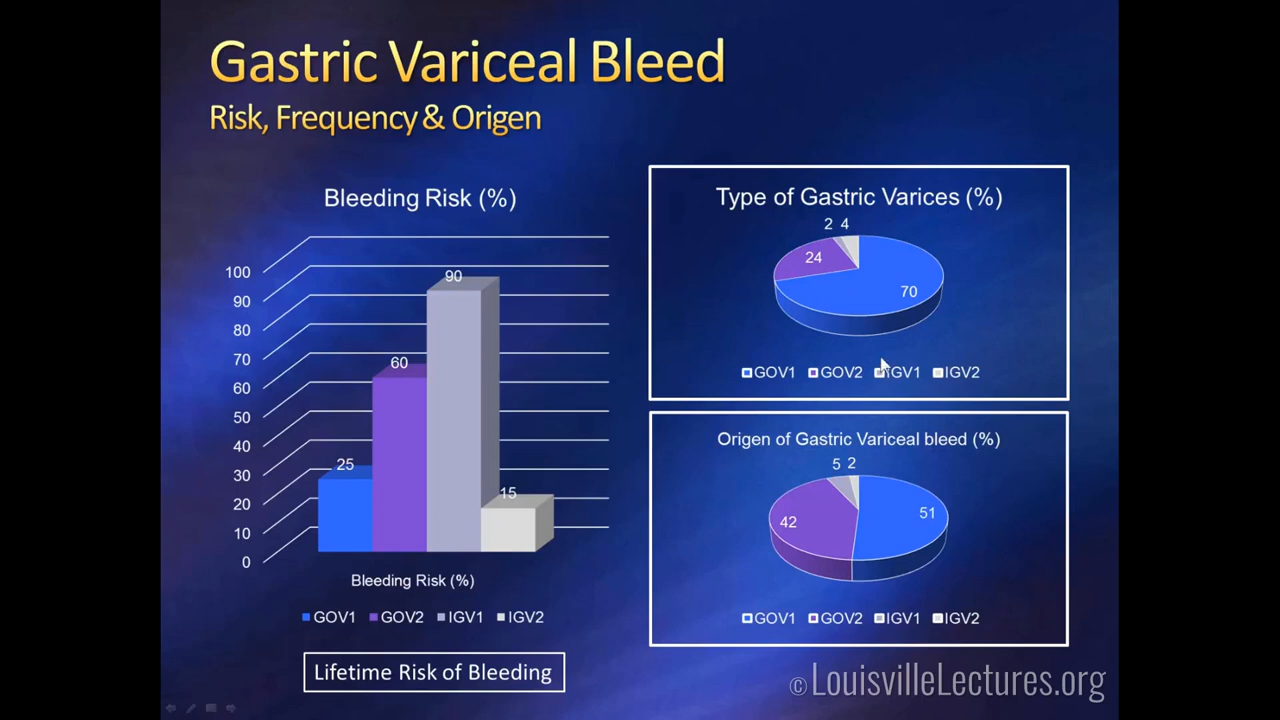 Gastric Variceal Bleed
Risk, Frequency & Origen
Bleeding Risk (%)
100
90
80
70
60
50
40
30
20
10
0
25
60
90
15
Bleeding Risk (%)
GOV1 GOV2 IGV1 IGV2
Lifetime Risk of Bleeding
Type of Gastric Varices (%)
2 4
24
70
GOV1 GOV2 IGV1 IGV2
Origen of Gastric Variceal bleed (%)
5 2
42
51
GOV1 GOV2 IGV1 IGV2
© LouisvilleLectures.org